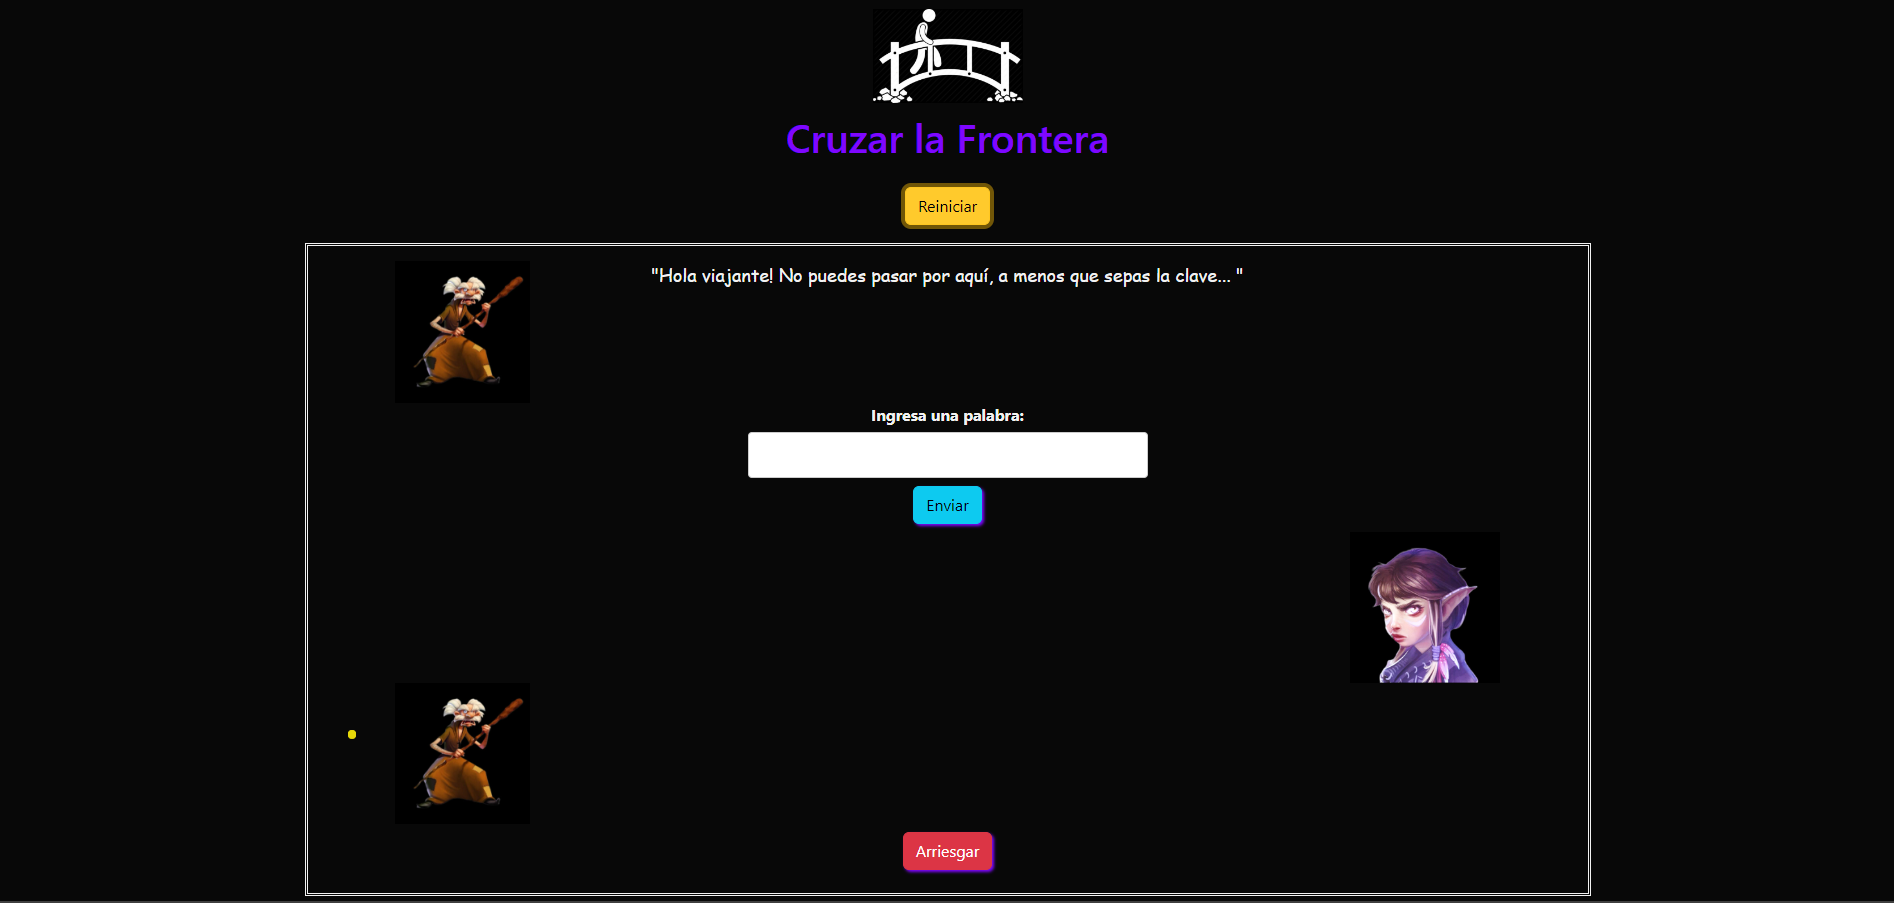 Cruzar la Frontera
Reiniciar
"Hola viajante! No puedes pasar por aquí, a menos que sepas la clave... "
Ingresa una palabra:
Enviar
Arriesgar